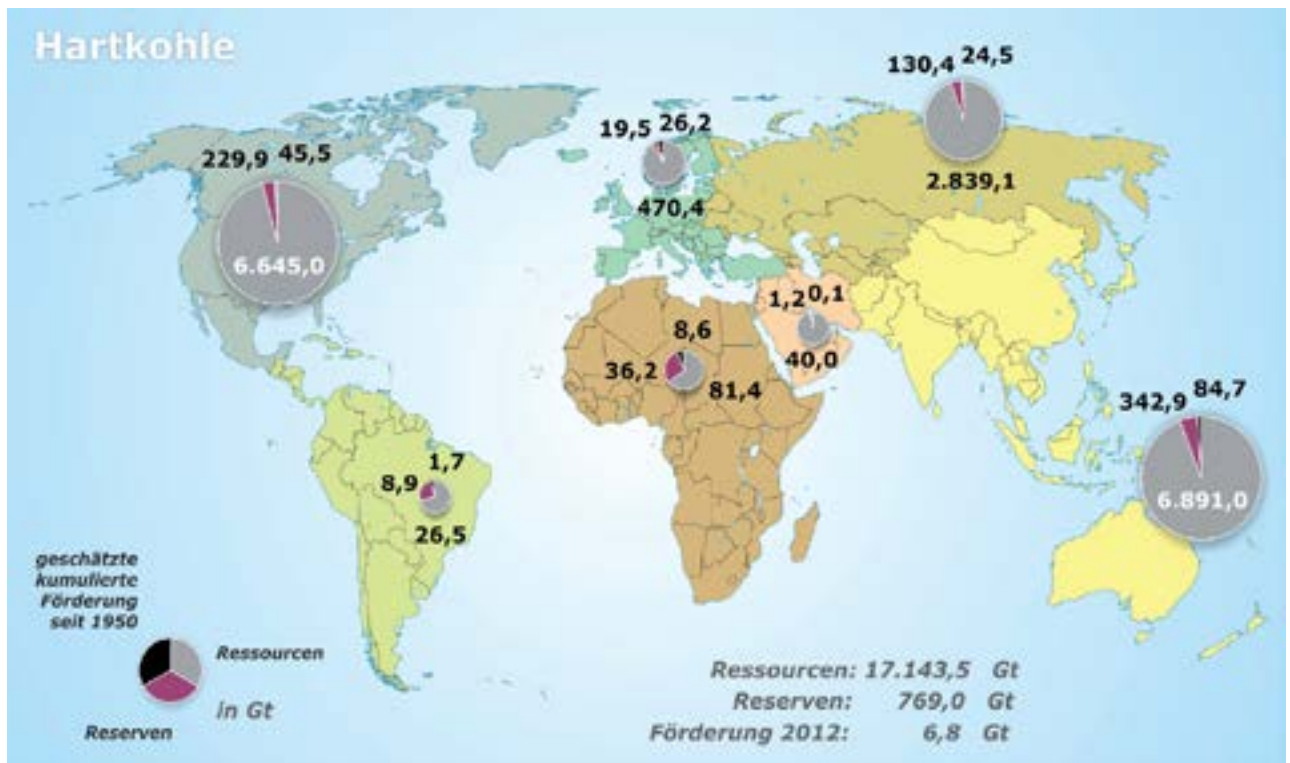 Hartkohle
130,4 24,5
2.839,1
19,5 26,2
470,4
229,9 45,5
6.645,0
1,2 0,1
40,0
8,6
36,2
81,4
342,9 84,7
6.891,0
1,7
8,9
26,5
geschätzte
kumulierte
Förderung
seit 1950
Ressourcen
in Gt
Reserven
Ressourcen: 17.143,5 Gt
Reserven: 769,0 Gt
Förderung 2012: 6,8 Gt